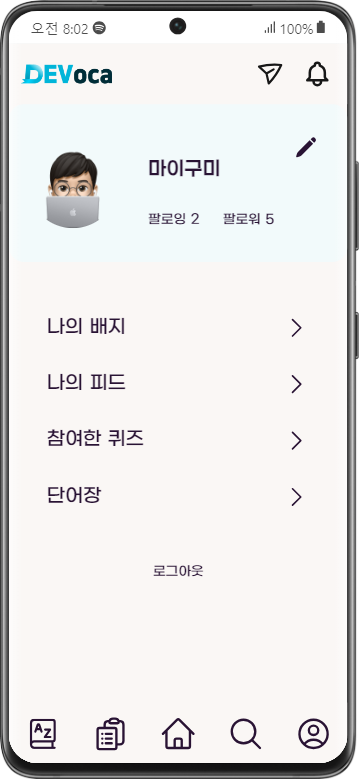 오전 8:02
100%
DEVoca
마이구미
팔로잉 2 팔로워 5
나의 배지
나의 피드
참여한 퀴즈
단어장
로그아웃
AZ